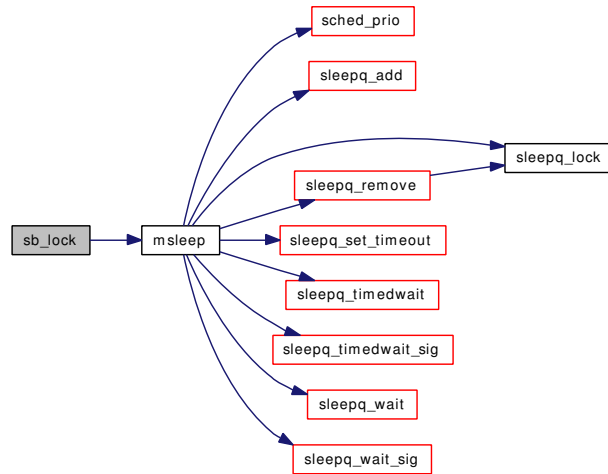 sched_prio
sleepq_add
sleepq_lock
sleepq_remove
sb_lock
msleep
sleepq_set_timeout
sleepq_timedwait
sleepq_timedwait_sig
sleepq_wait
sleepq_wait_sig